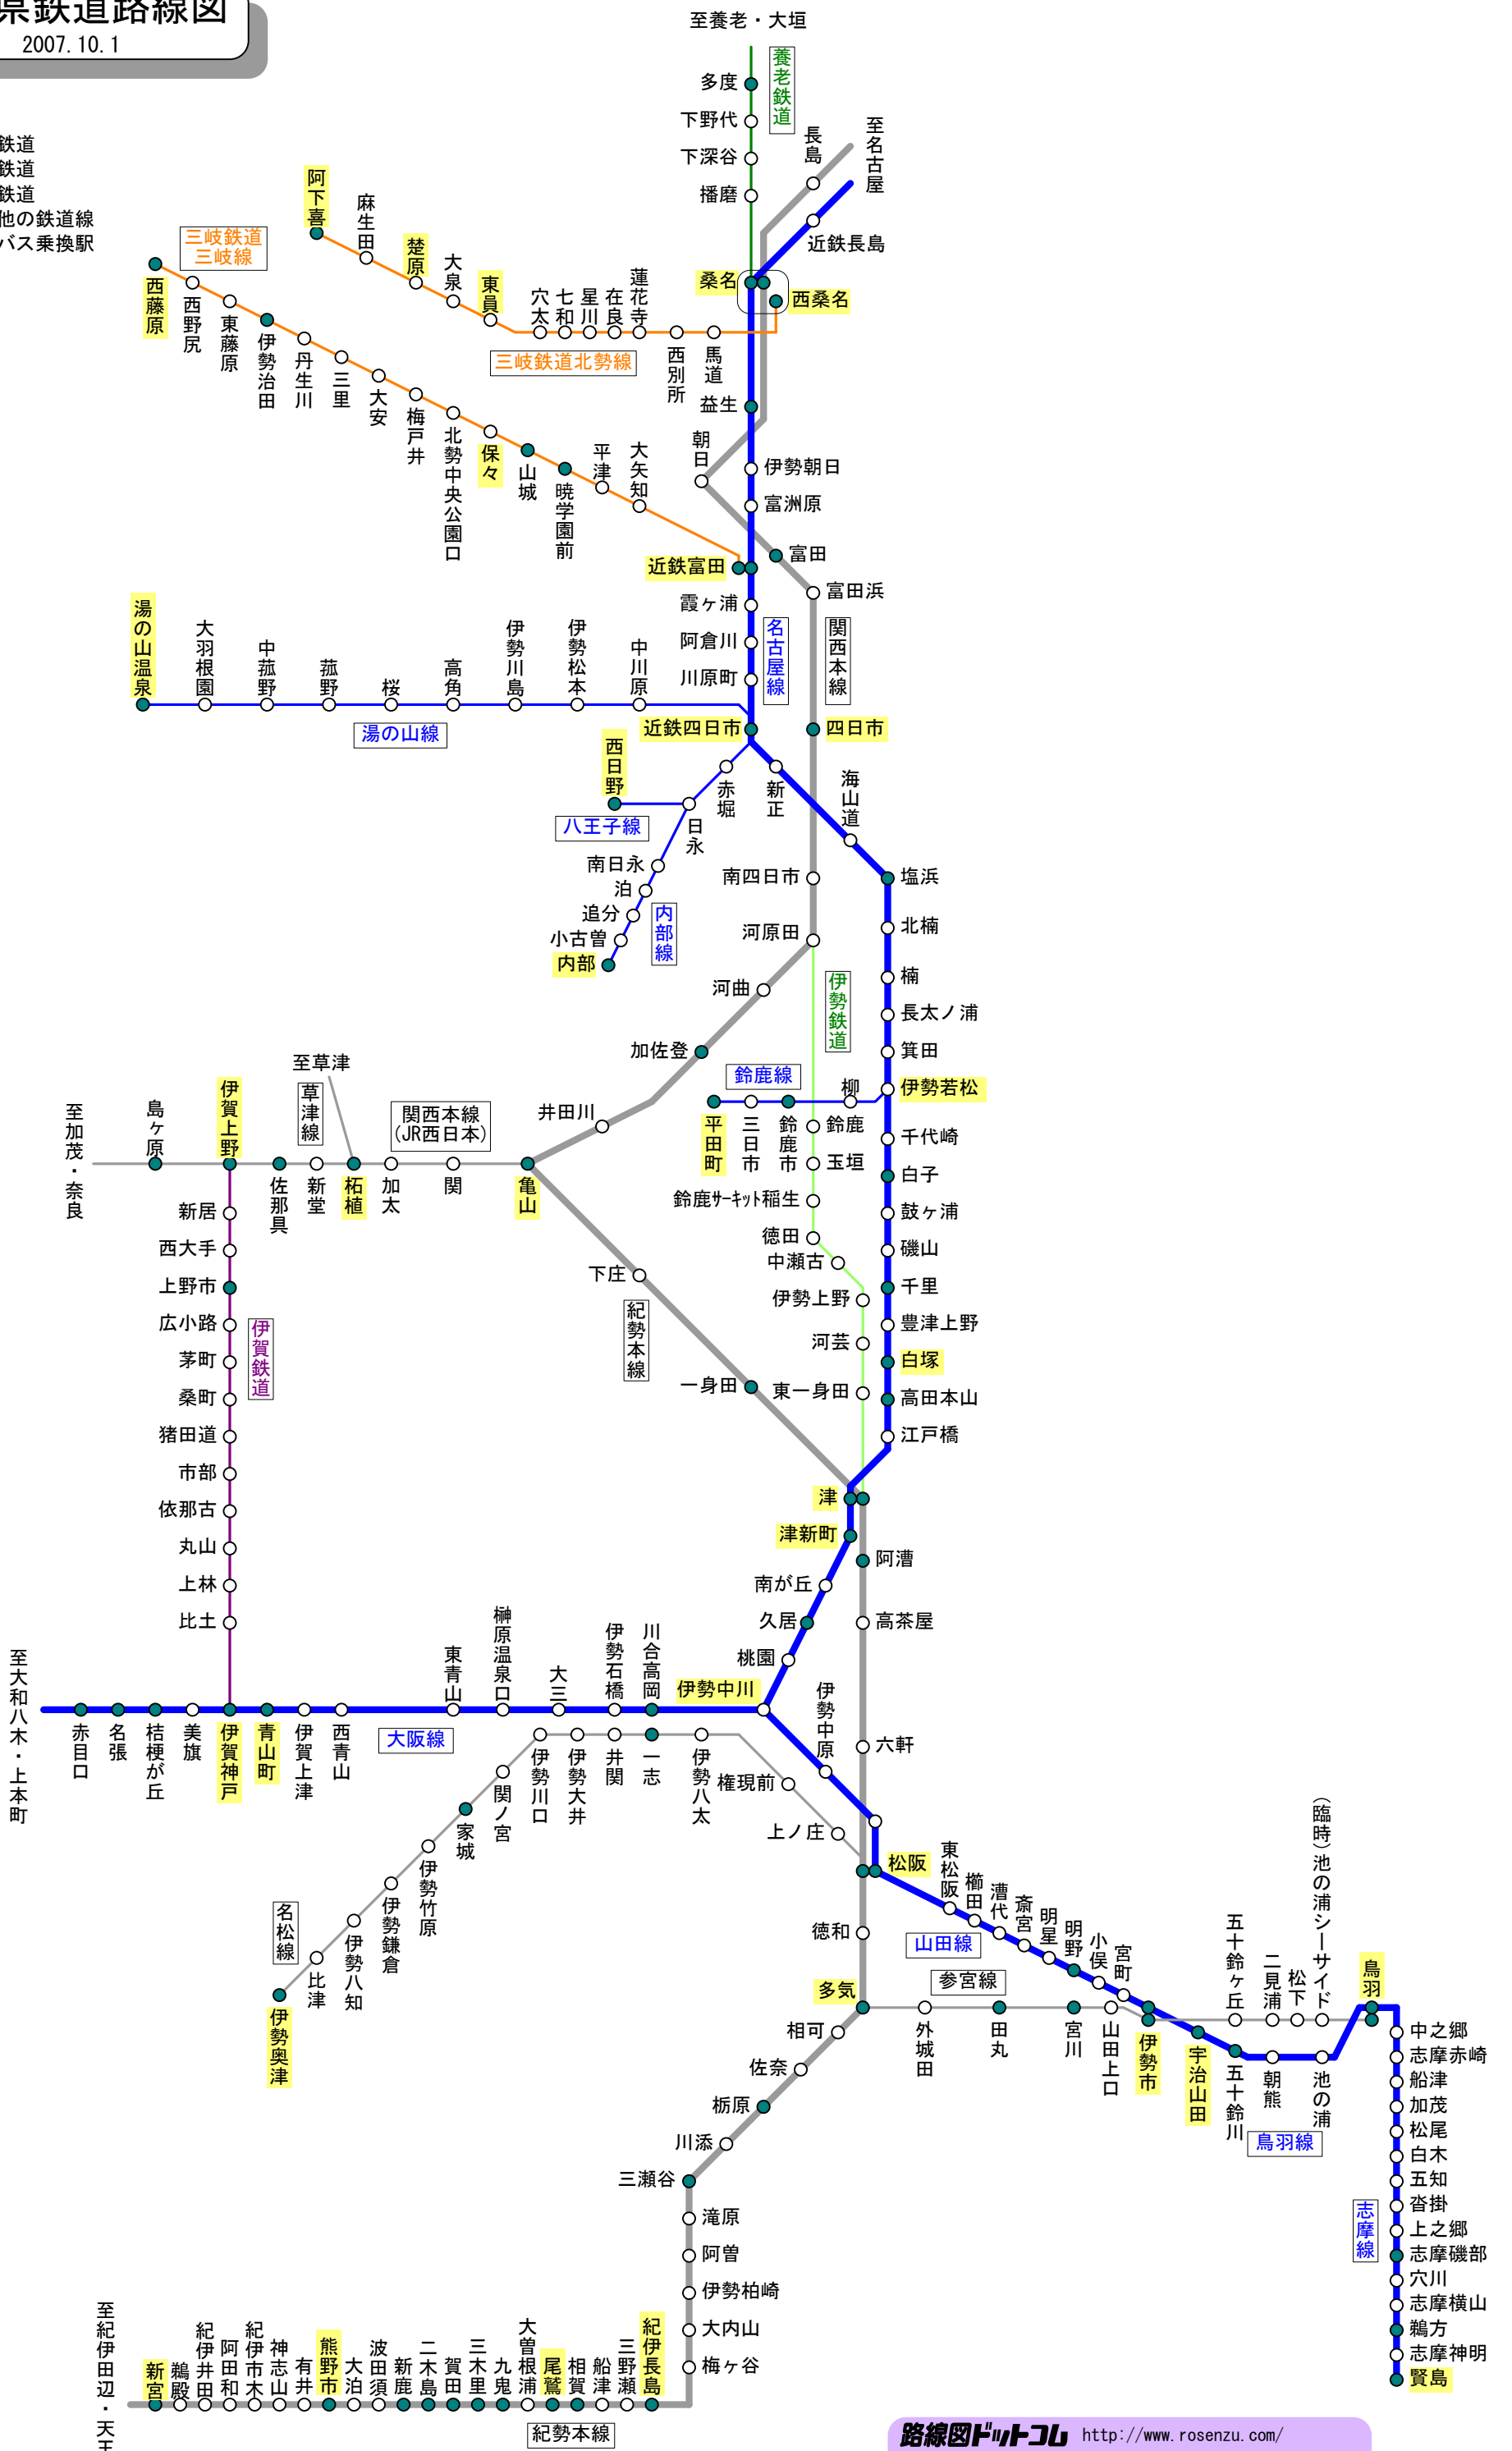 県鉄道路線図
2007.10.1
鉄道
鉄道
鉄道
他の鉄道線
バス乗換駅
至養老・大垣
養老鉄道
多度
下野代
下深谷
播磨
長島
至名古屋
近鉄長島
桑名
西桑名
阿下喜
麻生田
楚原
大泉
東員
穴太
七和
星川
在良
蓮花寺
西別所
馬道
三岐鉄道北勢線
三岐鉄道
三岐線
西藤原
西野尻
東藤原
伊勢治田
丹生川
三里
大安
梅戸井
北勢中央公園口
保々
山城
暁学園前
平津
大矢知
益生
朝日
伊勢朝日
富洲原
富田
近鉄富田
富田浜
霞ヶ浦
阿倉川
川原町
名古屋線
関西本線
湯の山温泉
大羽根園
中菰野
菰野
桜
高角
伊勢川島
伊勢松本
中川原
湯の山線
近鉄四日市
四日市
西日野
八王子線
赤堀
日永
新正
海山道
南日永
泊
追分
小古曽
内部
内部線
南四日市
塩浜
北楠
河原田
楠
河曲
伊勢鉄道
長太ノ浦
加佐登
箕田
鈴鹿線
柳
伊勢若松
平田町
三日市
鈴鹿市
鈴鹿
千代崎
玉垣
白子
鈴鹿ｻｰｷｯﾄ稲生
鼓ヶ浦
徳田
磯山
中瀬古
千里
伊勢上野
豊津上野
河芸
白塚
東一身田
高田本山
江戸橋
至草津
草津線
関西本線
(JR西日本)
井田川
至加茂・奈良
島ヶ原
伊賀上野
佐那具
新堂
柘植
加太
関
亀山
下庄
紀勢本線
一身田
新居
西大手
上野市
広小路
茅町
桑町
猪田道
市部
依那古
丸山
上林
比土
伊賀鉄道
津
津新町
阿漕
南が丘
久居
高茶屋
桃園
伊勢中川
至大和八木・上本町
赤目口
名張
桔梗が丘
美旗
伊賀神戸
青山町
伊賀上津
西青山
大阪線
東青山
榊原温泉口
大三
伊勢石橋
川合高岡
伊勢中原
六軒
伊勢川口
伊勢大井
井関
一志
伊勢八太
権現前
上ノ庄
関ノ宮
家城
伊勢竹原
伊勢鎌倉
伊勢八知
比津
伊勢奥津
名松線
松阪
東松阪
櫛田
漕代
斎宮
明星
明野
小俣
宮町
山田線
徳和
多気
参宮線
外城田
田丸
宮川
山田上口
伊勢市
宇治山田
五十鈴ヶ丘
二見浦
松下
(臨時)池の浦シーサイド
鳥羽
五十鈴川
朝熊
池の浦
鳥羽線
中之郷
志摩赤崎
船津
加茂
松尾
白木
五知
沓掛
上之郷
志摩磯部
穴川
志摩横山
鵜方
志摩神明
賢島
志摩線
相可
佐奈
栃原
川添
三瀬谷
滝原
阿曽
伊勢柏崎
大内山
梅ヶ谷
至紀伊田辺・天王
新宮
鵜殿
紀伊井田
阿田和
紀伊市木
神志山
有井
熊野市
大泊
波田須
新鹿
二木島
賀田
三木里
九鬼
大曽根浦
尾鷲
相賀
船津
三野瀬
紀伊長島
紀勢本線
路線図ドットコム http://www.rosenzu.com/